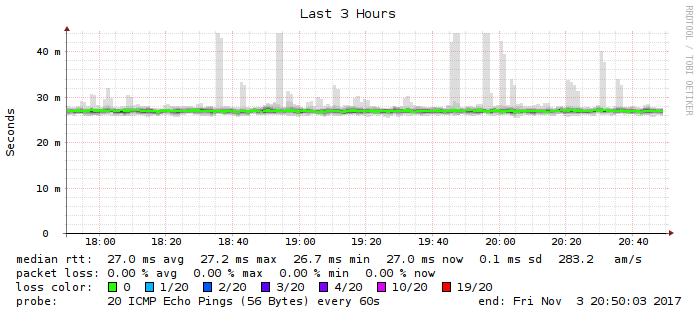 Last 3 Hours
RRDTOOL / TOBI OETIKER
Seconds
40 m
30 m
20 m
10 m
0
18:00 18:20 18:40 19:00 19:20 19:40 20:00 20:20 20:40
median rtt: 27.0 ms avg 27.2 ms max 26.7 ms min 27.0 ms now 0.1 ms sd 283.2 am/s
packet loss: 0.00 % avg 0.00 % max 0.00 % min 0.00 % now
loss color: 0 1/20 2/20 3/20 4/20 10/20 19/20
probe: 20 ICMP Echo Pings (56 Bytes) every 60s end: Fri Nov 3 20:50:03 2017